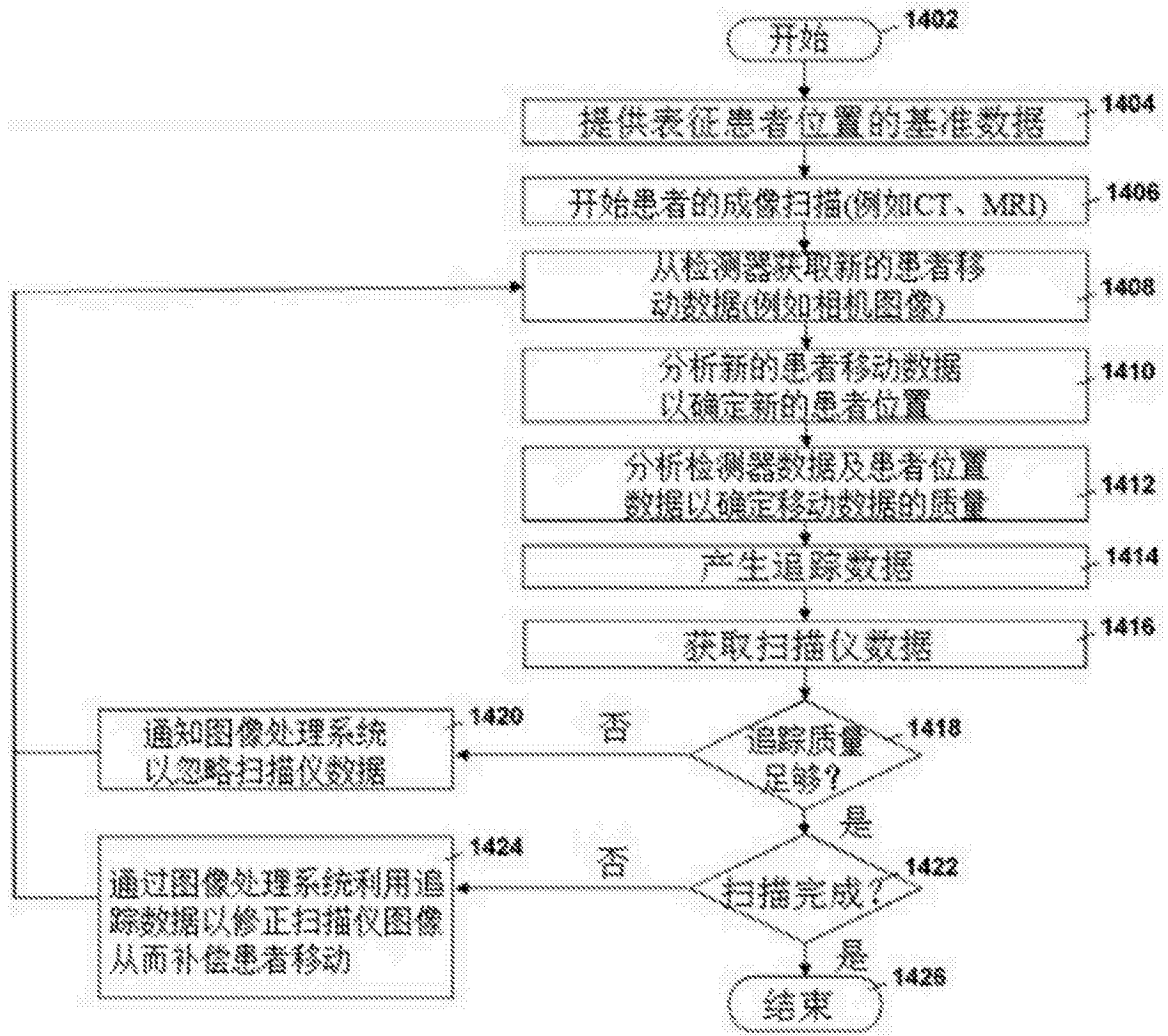 开始
1402
提供表征患者位置的基准数据
1404
开始患者的成像扫描(例如CT、MRI)
1406
从检测器获取新的患者移
动数据(例如相机图像)
1408
分析新的患者移动数据
以确定新的患者位置
1410
分析检测器数据及患者位置
数据以确定移动数据的质量
1412
产生追踪数据
1414
获取扫描仪数据
1416
追踪质量
足够?
1418
否
是
通知图像处理系统
以忽略扫描仪数据
1420
扫描完成?
1422
否
是
通过图像处理系统利用追
踪数据以修正扫描仪图像
从而补偿患者移动
1424
结束
1426